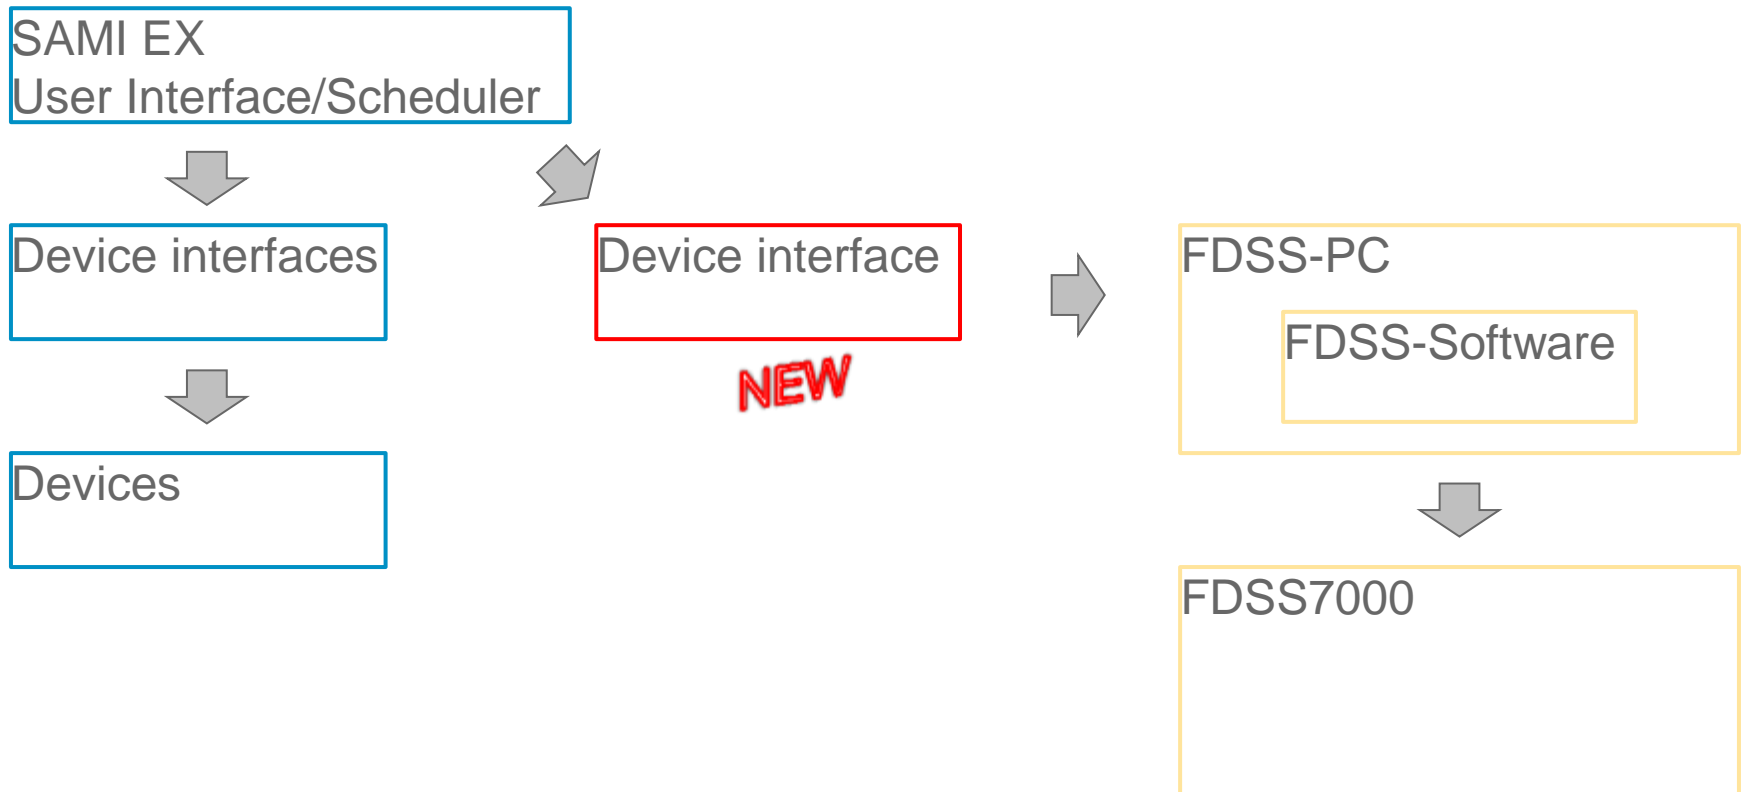 SAMI EX
User Interface/Scheduler
Device interfaces
Device interface
FDSS-PC
FDSS-Software
NEW
Devices
FDSS7000